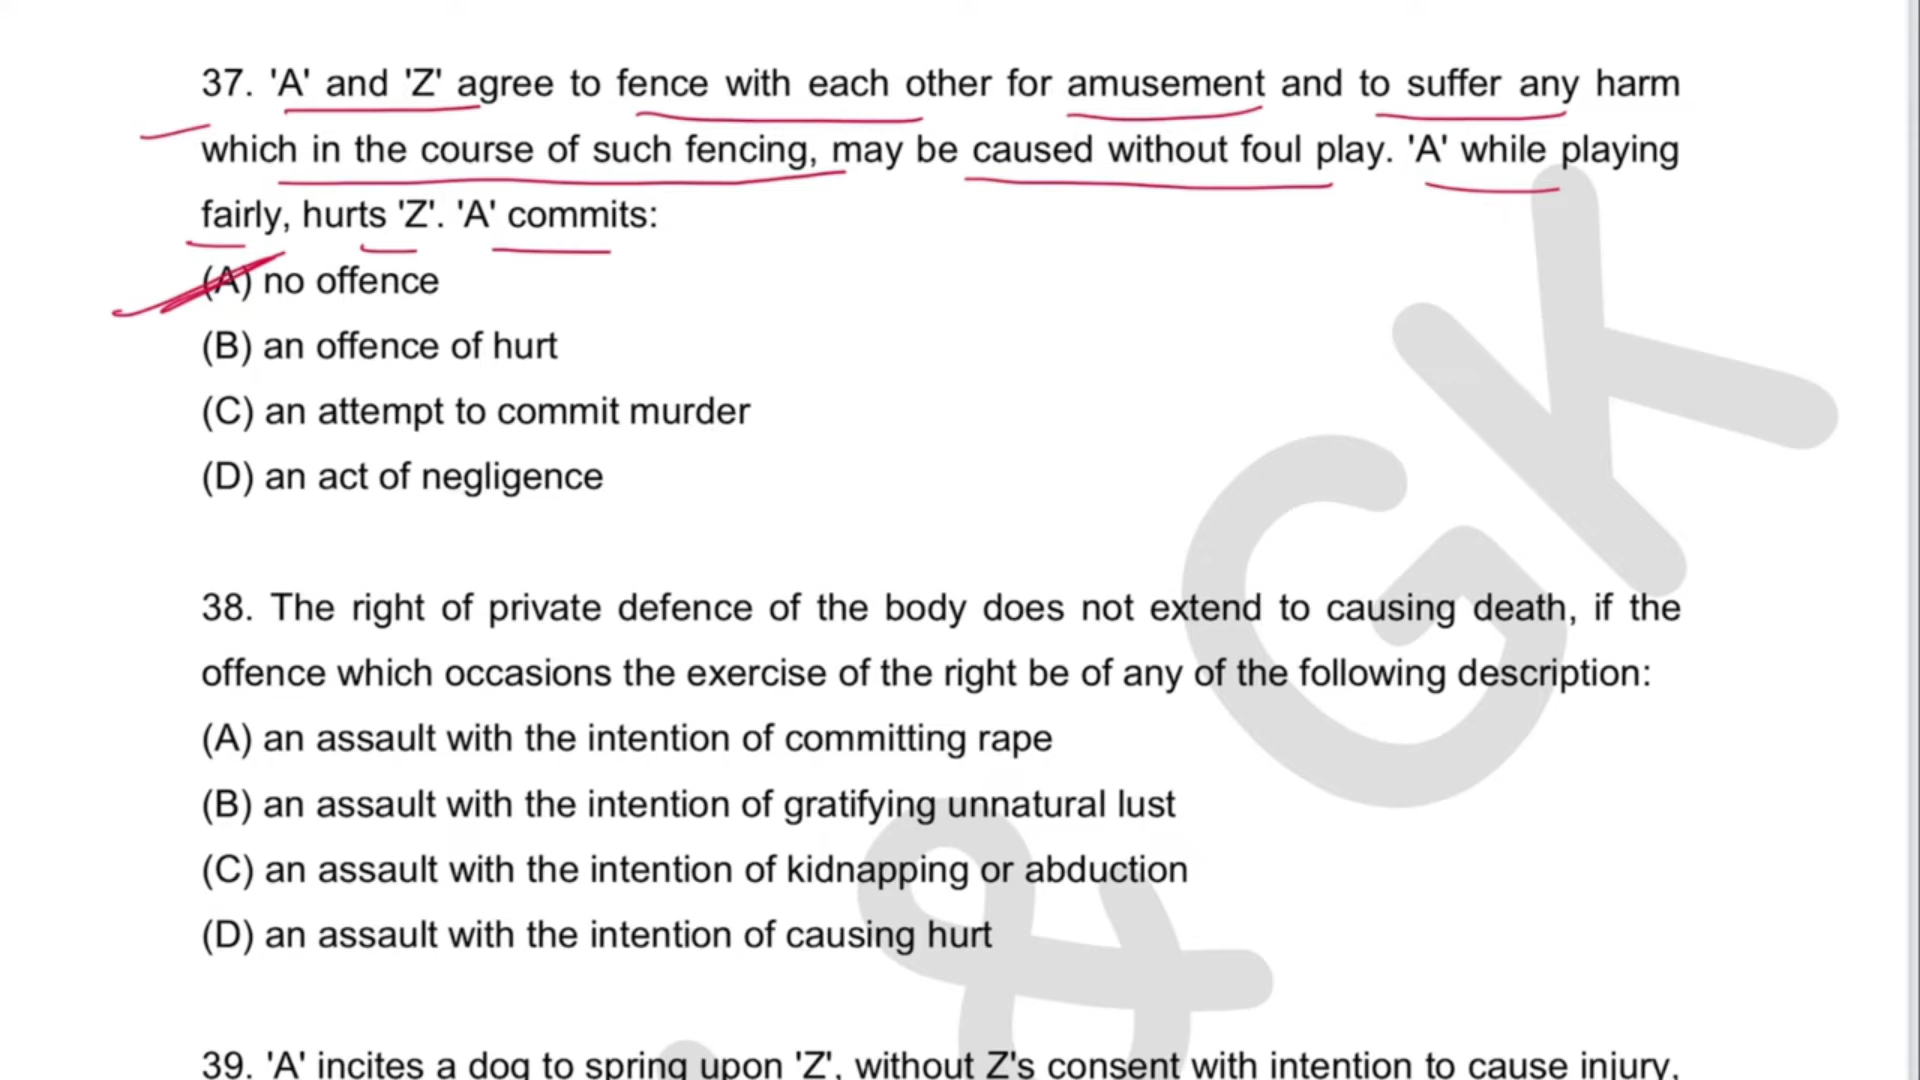 37. 'A' and 'Z' agree to fence with each other for amusement and to suffer any harm
which in the course of such fencing, may be caused without foul play. 'A' while playing
fairly, hurts 'Z'. 'A' commits:
(A) no offence
(B) an offence of hurt
(C) an attempt to commit murder
(D) an act of negligence
38. The right of private defence of the body does not extend to causing death, if the
offence which occasions the exercise of the right be of any of the following description:
(A) an assault with the intention of committing rape
(B) an assault with the intention of gratifying unnatural lust
(C) an assault with the intention of kidnapping or abduction
(D) an assault with the intention of causing hurt
39. 'A' incites a dog to spring upon 'Z', without Z's consent with intention to cause injury,
& GK